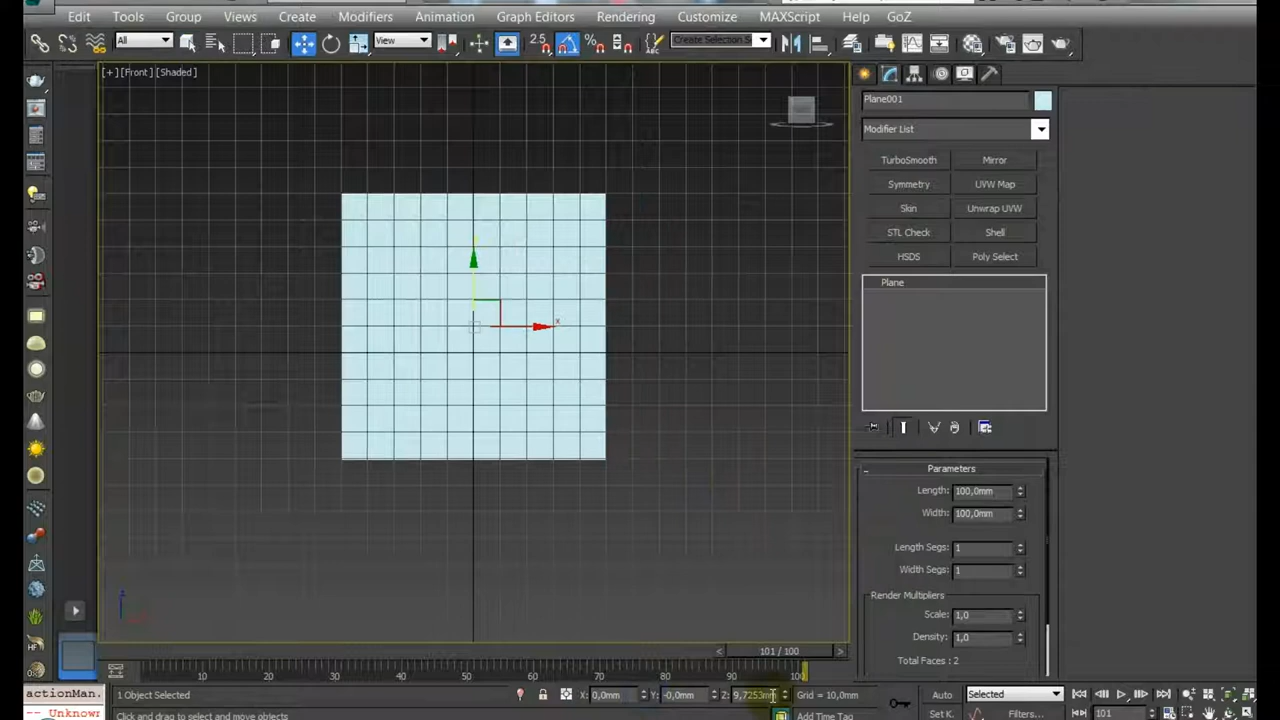 Edit Tools Group Views Create Modifiers Animation Graph Editors Rendering Customize MAXScript Help GoZ
All View 2.5 Create Selection Se
[+] [Front] [Shaded]
Plane001
Modifier List
TurboSmooth Mirror
Symmetry UVW Map
Skin Unwrap UVW
STL Check Shell
HSDS Poly Select
Plane
x
Parameters
Length: 100,0mm
Width: 100,0mm
Length Segs: 1
Width Segs: 1
Render Multipliers
Scale: 1,0
Density: 1,0
Total Faces : 2
< 101 / 100 >
10 20 30 40 50 60 70 80 90 100
actionMan. 1 Object Selected X: 0,0mm Y: -0,0mm Z: 9,7253mm Grid = 10,0mm Auto Selected
-- Unknown Click and drag to select and move objects Add Time Tag Set K. Filters... 101